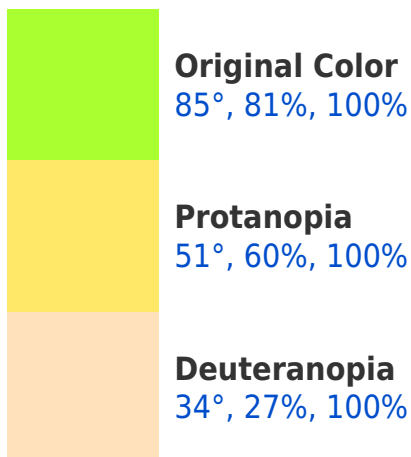 Original Color
85°, 81%, 100%
Protanopia
51°, 60%, 100%
Deuteranopia
34°, 27%, 100%